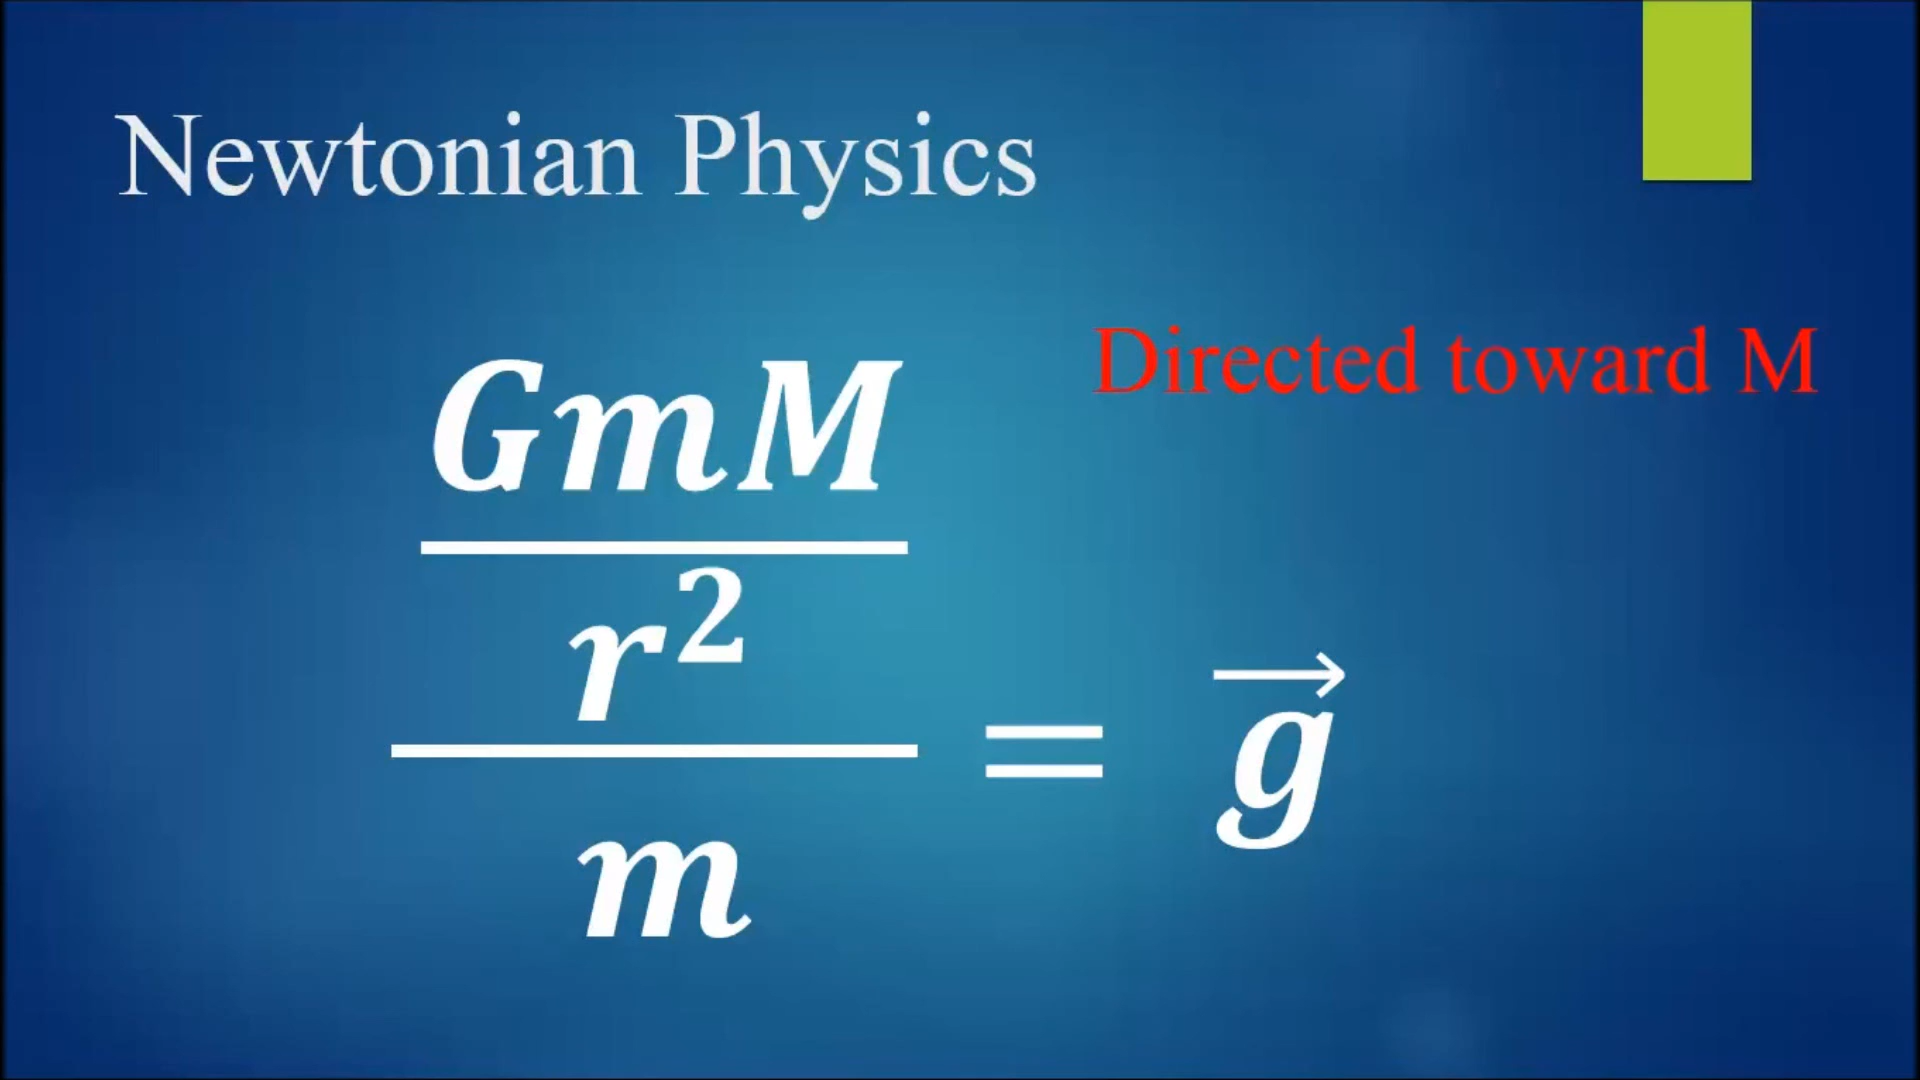 Newtonian Physics
Directed toward M
GmM
r²
m
= g⃗